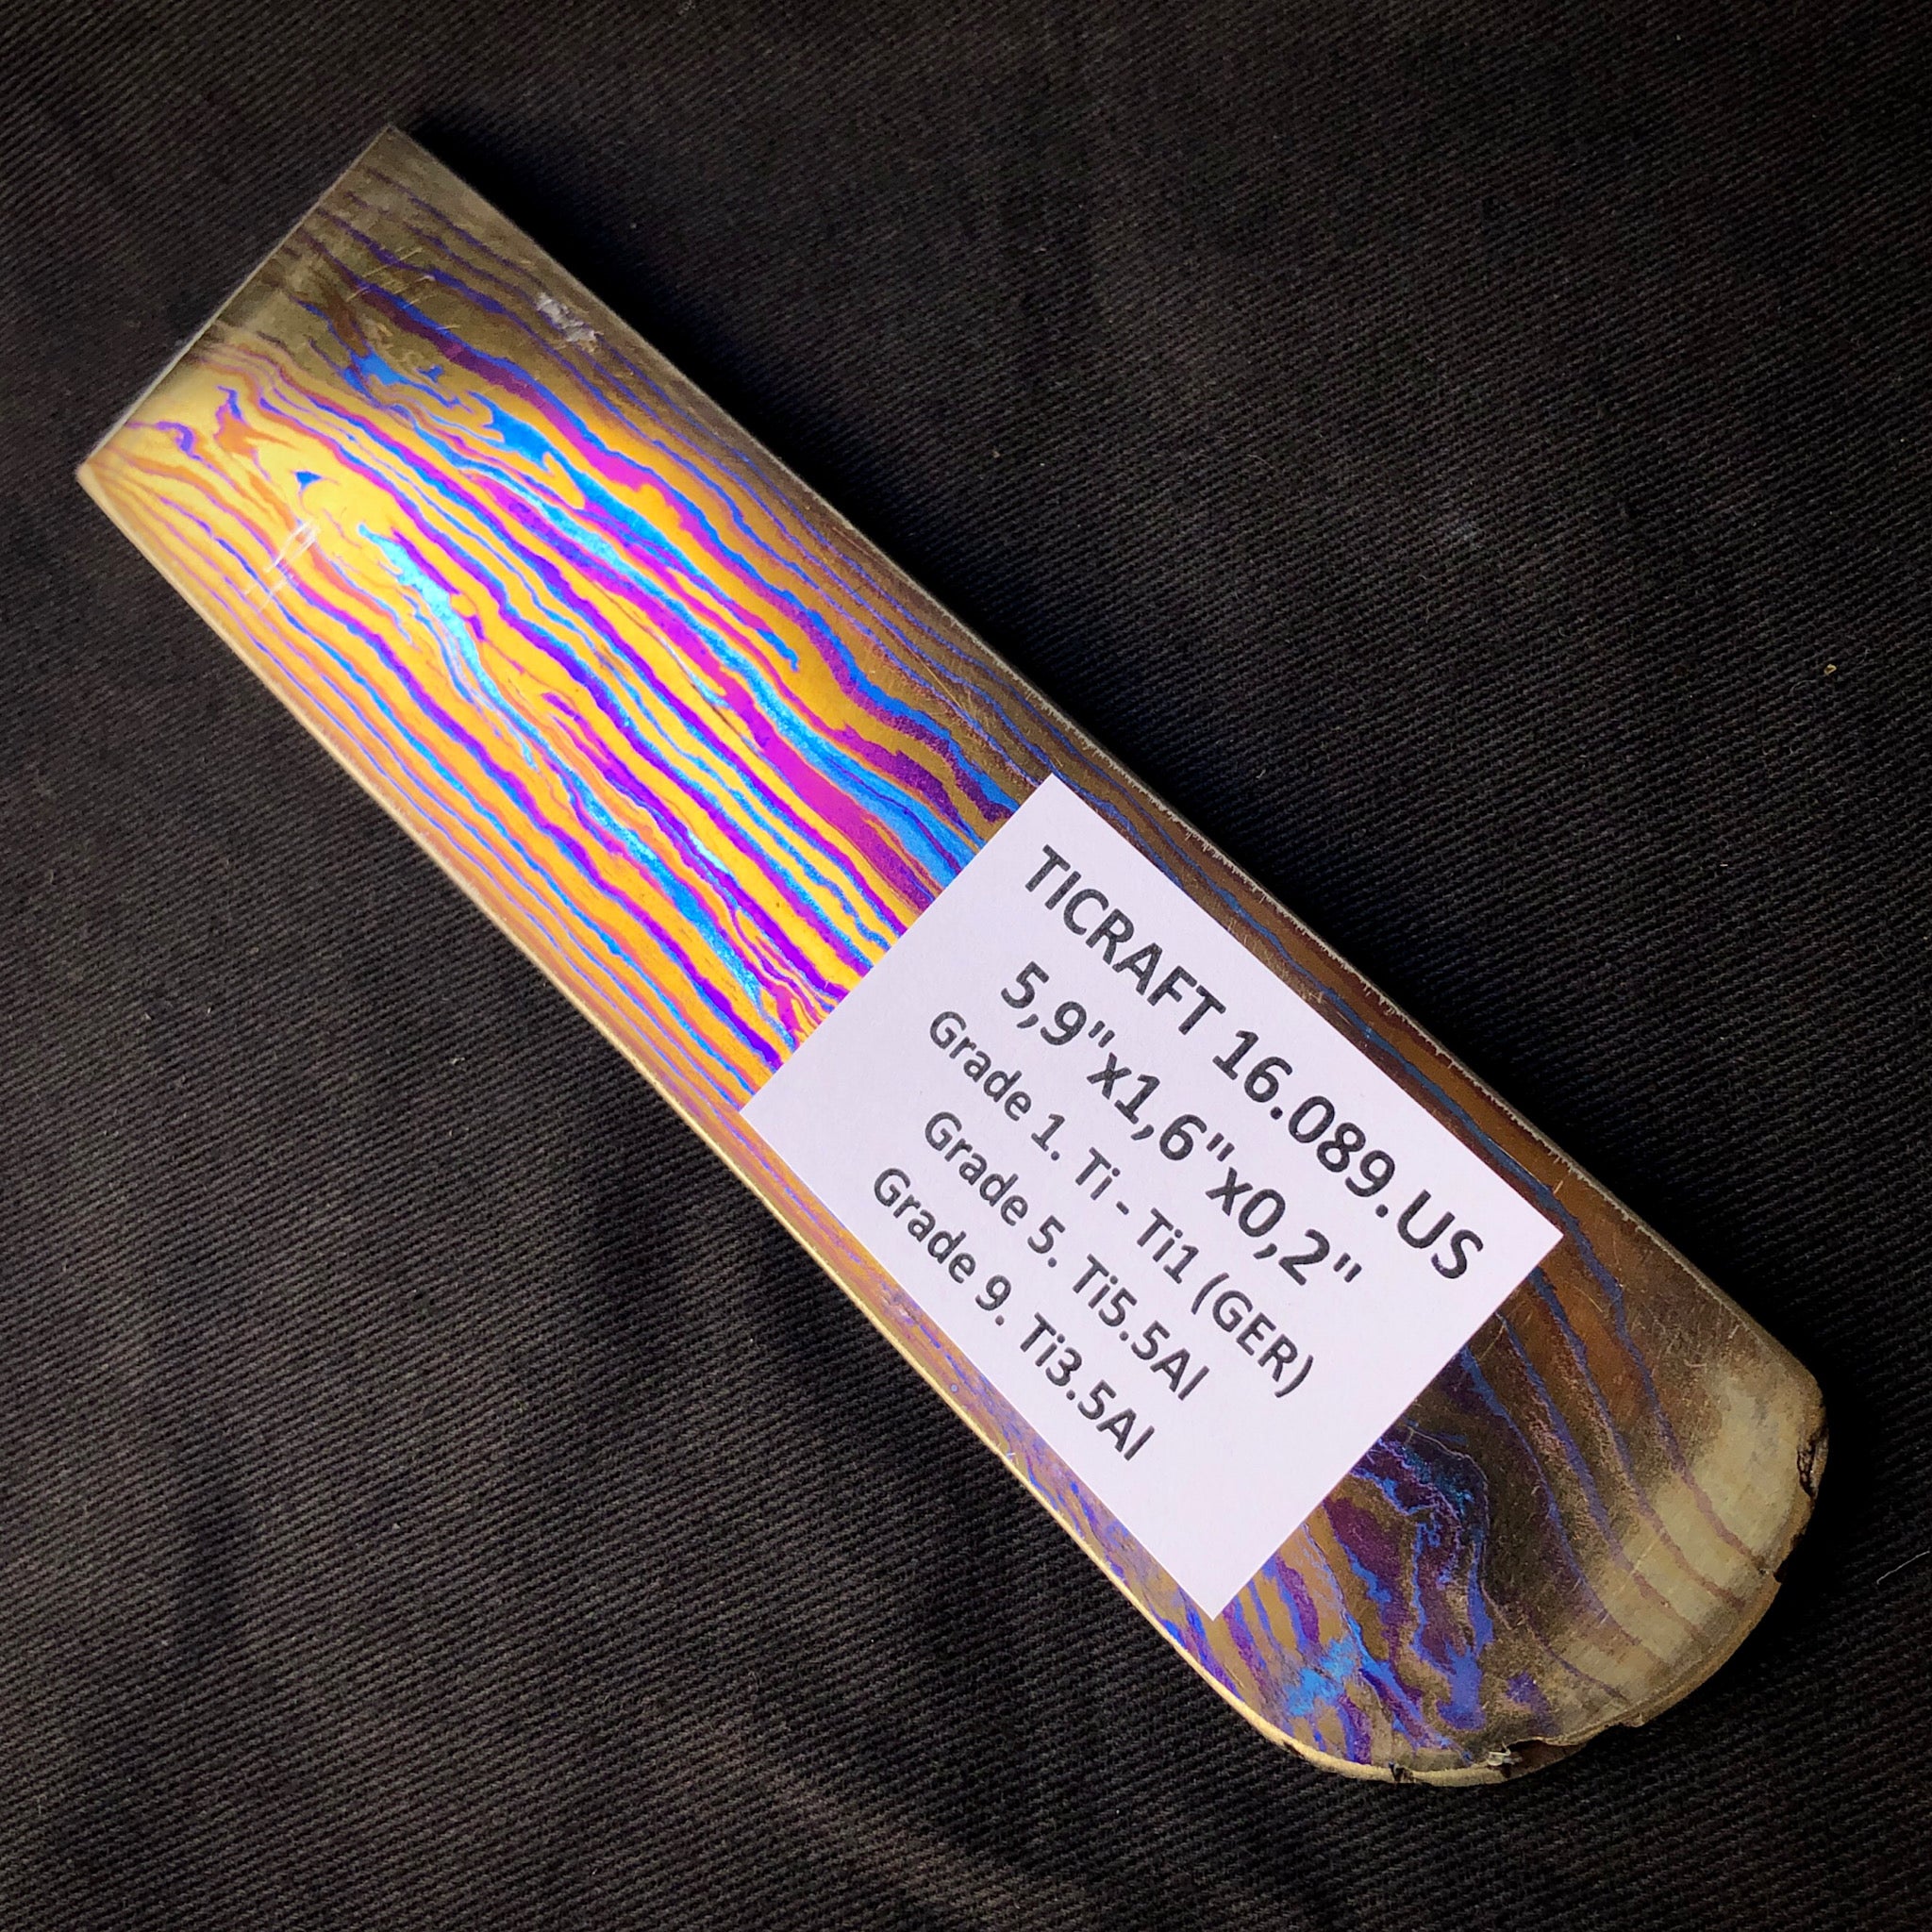 TICRAFT 16.089.US
5,9"x1,6"x0,2"
Grade 1. Ti - Ti1 (GER)
Grade 5. Ti5.5Al
Grade 9. Ti3.5Al